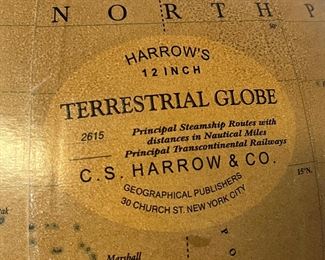 NORTH P
HARROW'S
12 INCH
TERRESTRIAL GLOBE
2615
Principal Steamship Routes with
distances in Nautical Miles
Principal Transcontinental Railways
C. S. HARROW & CO.
15°N.
GEOGRAPHICAL PUBLISHERS
30 CHURCH ST. NEW YORK CITY
Marshall
P
O